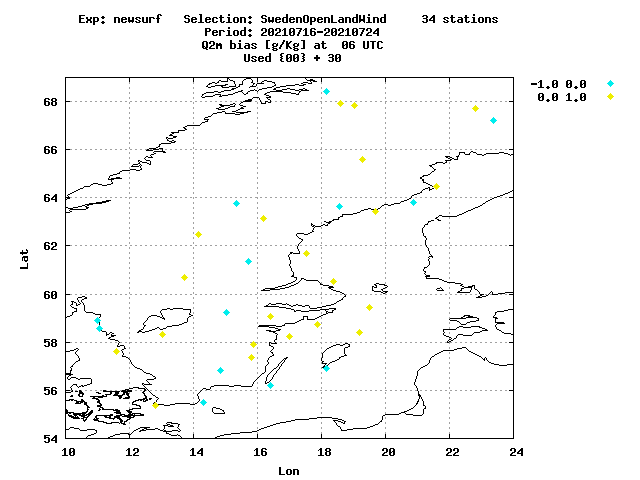 Exp: newsurf   Selection: SwedenOpenLandWind     34 stations
Period: 20210716-20210724
Q2m bias [g/Kg] at  06 UTC
Used {00} + 30
-1.0 0.0
0.0 1.0
68
66
64
62
60
58
56
54
Lat
10 12 14 16 18 20 22 24
Lon